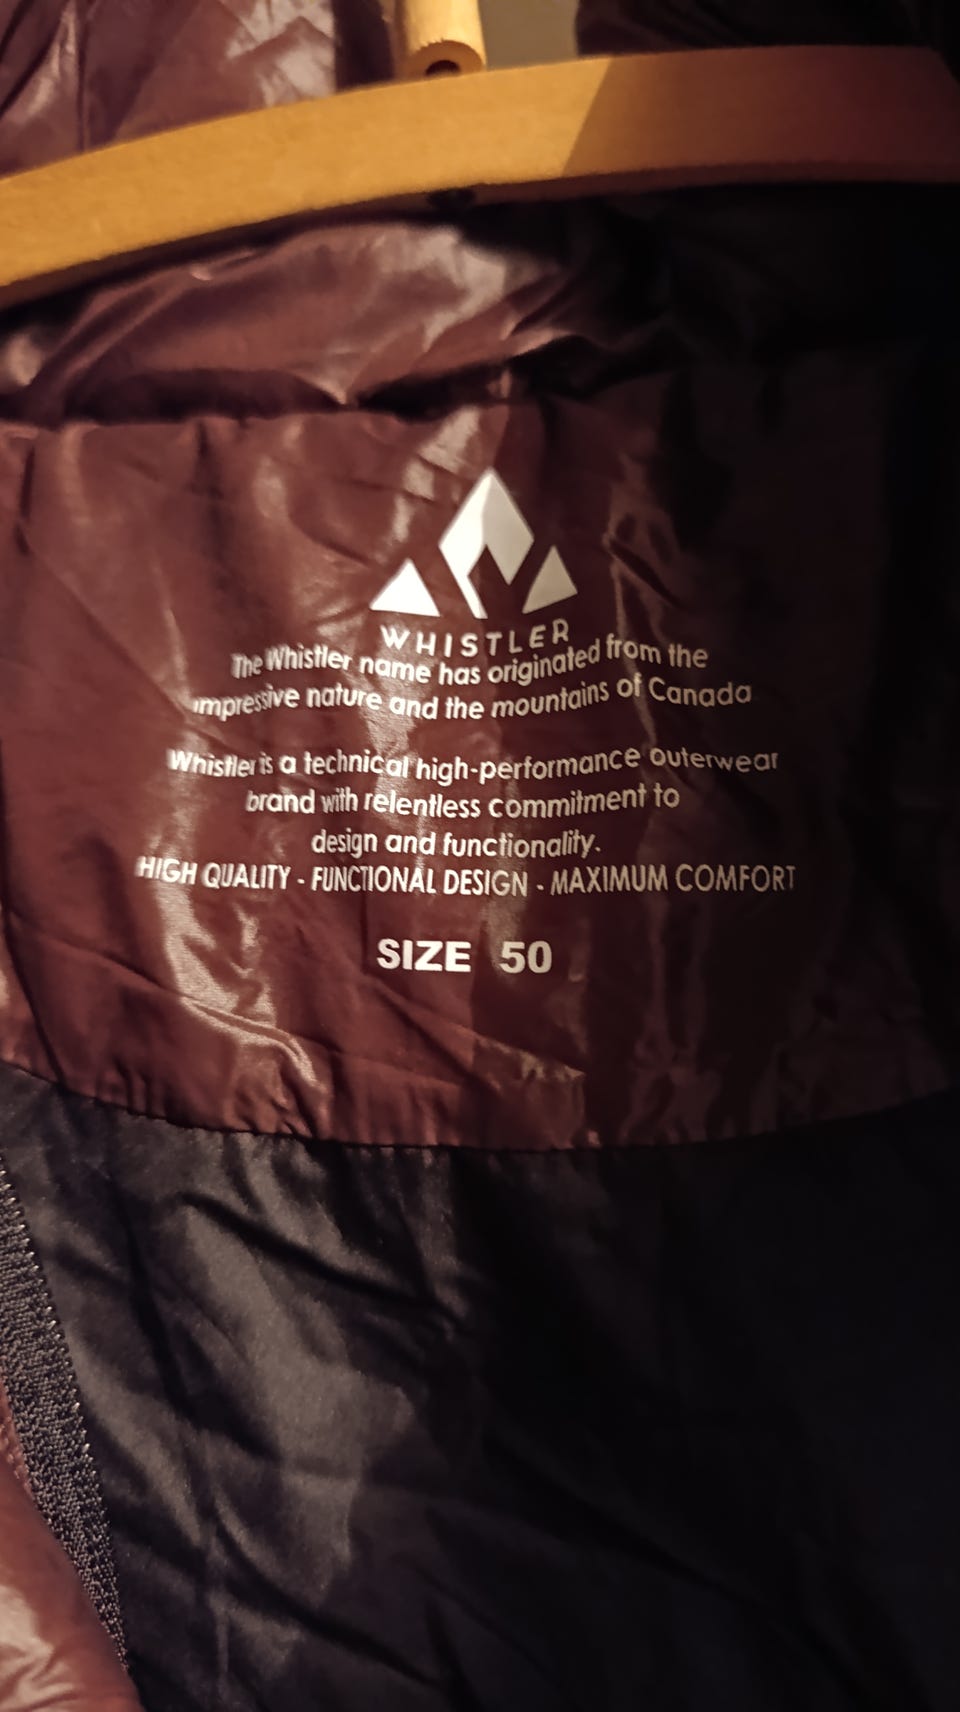 WHISTLER
The Whistler name has originated from the
impressive nature and the mountains of Canada
Whistler is a technical high-performance outerwear
brand with relentless commitment to
design and functionality.
HIGH QUALITY - FUNCTIONAL DESIGN - MAXIMUM COMFORT
SIZE 50